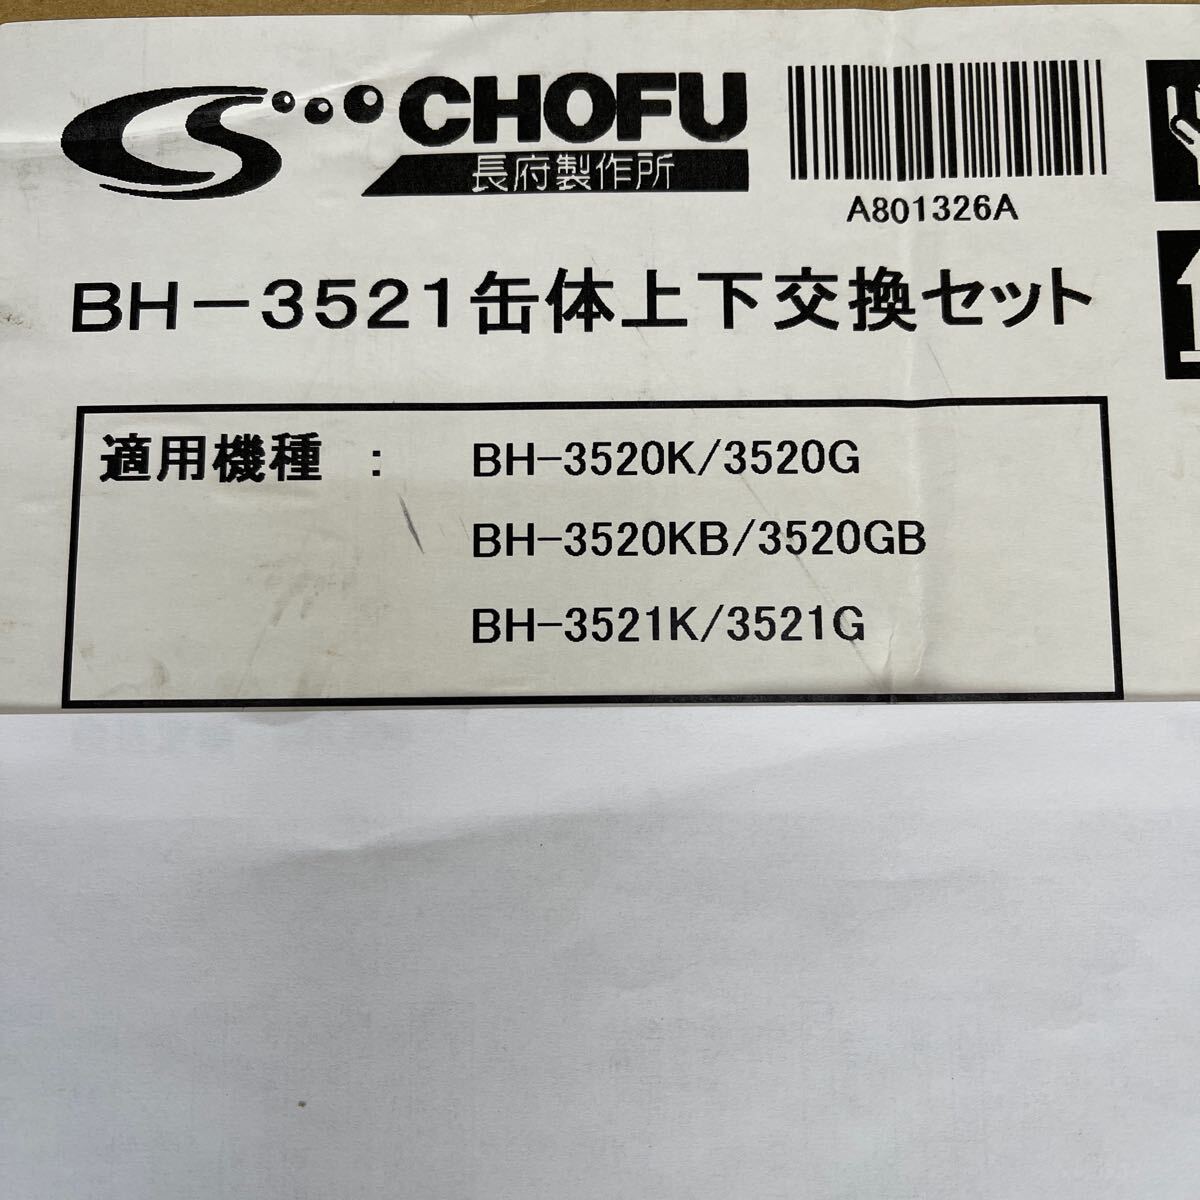 CHOFU
長府製作所
A801326A
BH-3521缶体上下交換セット
適用機種 : BH-3520K/3520G
BH-3520KB/3520GB
BH-3521K/3521G